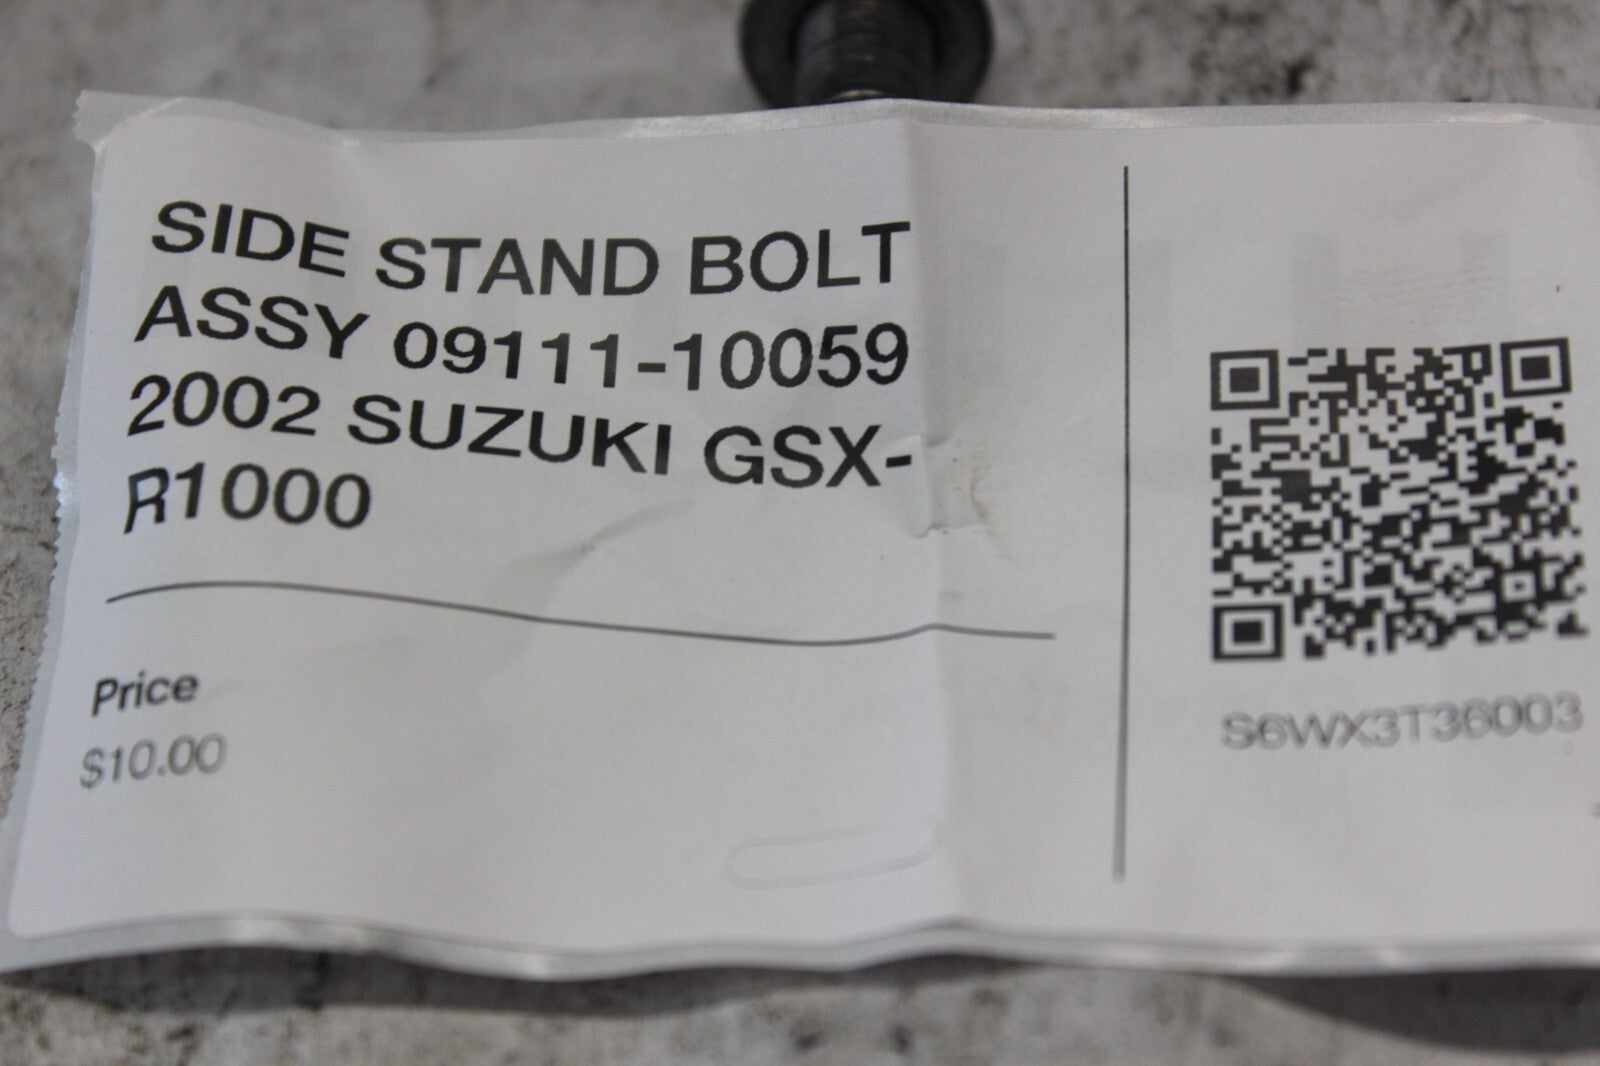 SIDE STAND BOLT
ASSY 09111-10059
2002 SUZUKI GSX-
R1000
Price
$10.00
S6WX3T36003